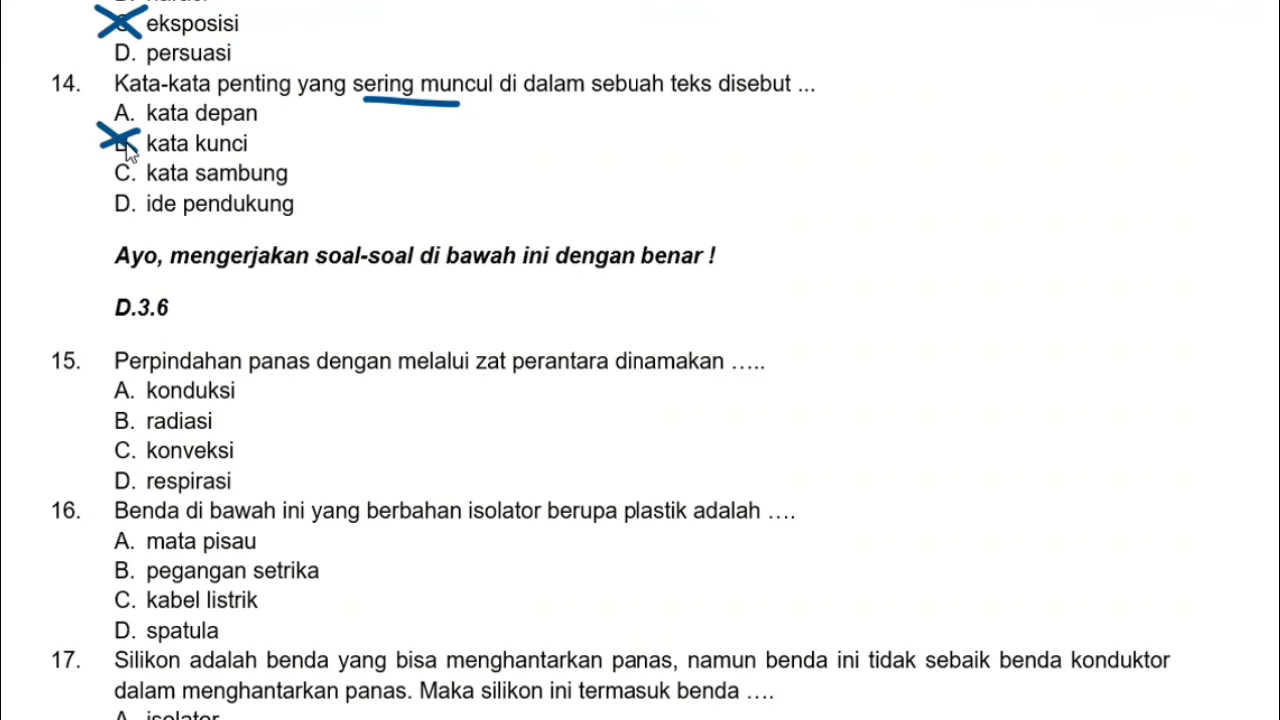 eksposisi
D. persuasi
14. Kata-kata penting yang sering muncul di dalam sebuah teks disebut ...
A. kata depan
kata kunci
C. kata sambung
D. ide pendukung
Ayo, mengerjakan soal-soal di bawah ini dengan benar !
D.3.6
15. Perpindahan panas dengan melalui zat perantara dinamakan …..
A. konduksi
B. radiasi
C. konveksi
D. respirasi
16. Benda di bawah ini yang berbahan isolator berupa plastik adalah ….
A. mata pisau
B. pegangan setrika
C. kabel listrik
D. spatula
17. Silikon adalah benda yang bisa menghantarkan panas, namun benda ini tidak sebaik benda konduktor
dalam menghantarkan panas. Maka silikon ini termasuk benda ….
A. isolator